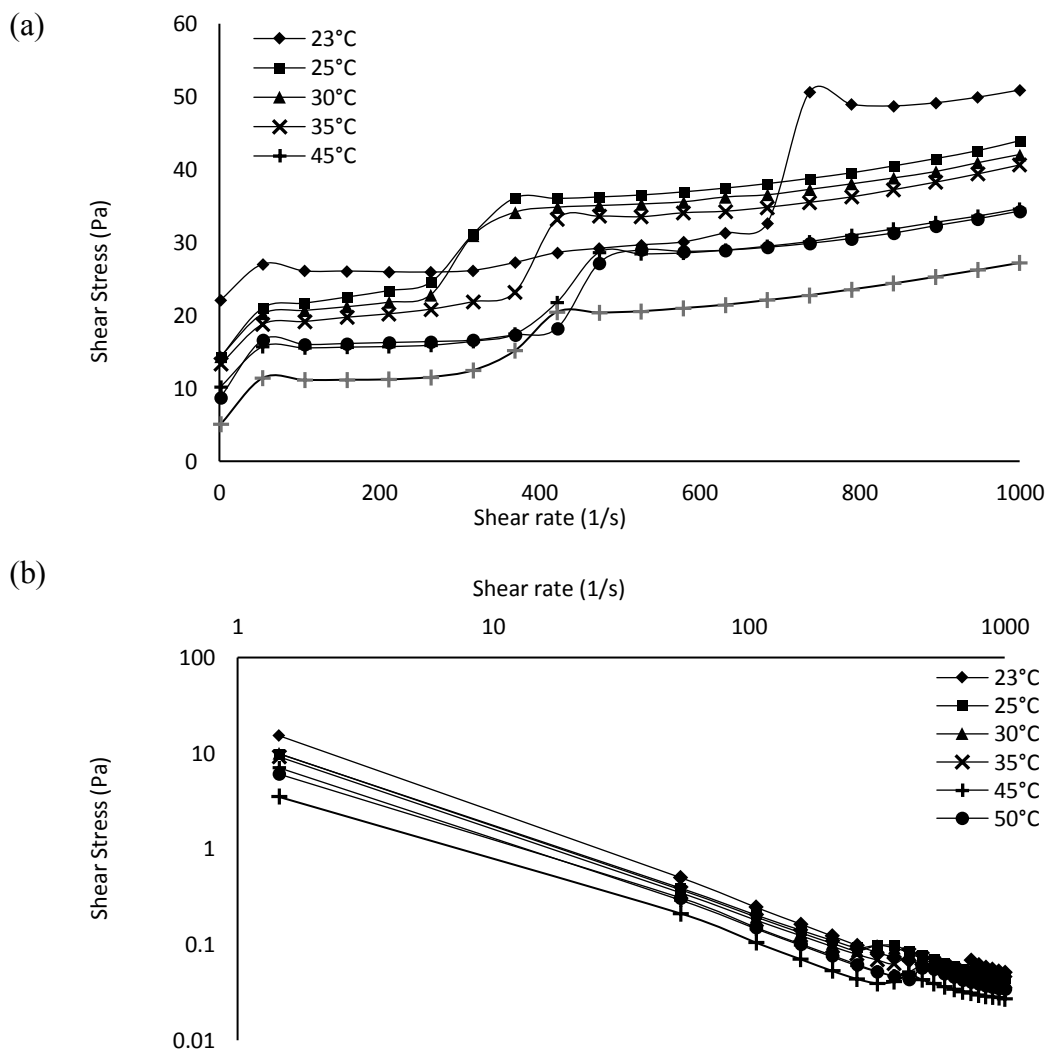 (a)
60
50
40
30
20
10
0
Shear Stress (Pa)
23°C
25°C
30°C
35°C
45°C
0 200 400 600 800 1000
Shear rate (1/s)
(b)
Shear rate (1/s)
1 10 100 1000
100
10
1
0.1
0.01
Shear Stress (Pa)
23°C
25°C
30°C
35°C
45°C
50°C